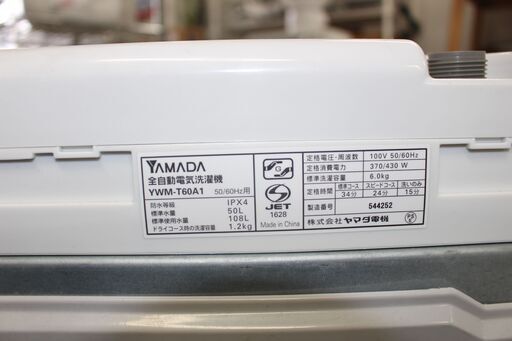 YAMADA
全自動電気洗濯機
YWM-T60A1 50/60Hz用
防水等級 IPX4
標準水量 50L
標準使用水量 108L
ドライコース時の洗濯容量 1.2kg
JET
1628
Made in China
定格電圧・周波数 100V 50/60Hz
定格消費電力 370/430 W
定格容量 6.0kg
定格時間 標準コース スピードコース 洗いのみ
34分 24分 15分
製造番号 544252
株式会社 ヤマダ電機